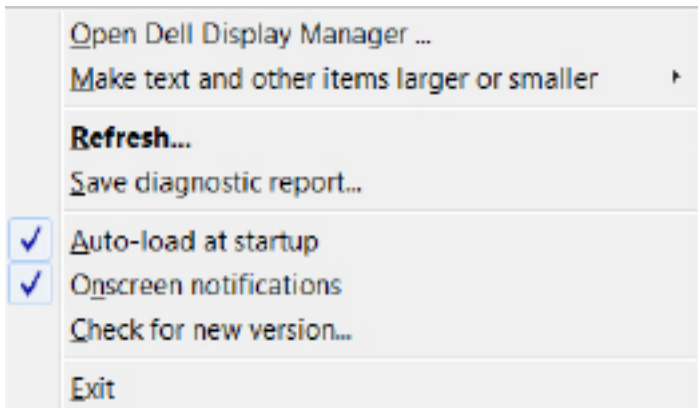 Open Dell Display Manager ...
Make text and other items larger or smaller
Refresh...
Save diagnostic report...
Auto-load at startup
Onscreen notifications
Check for new version...
Exit